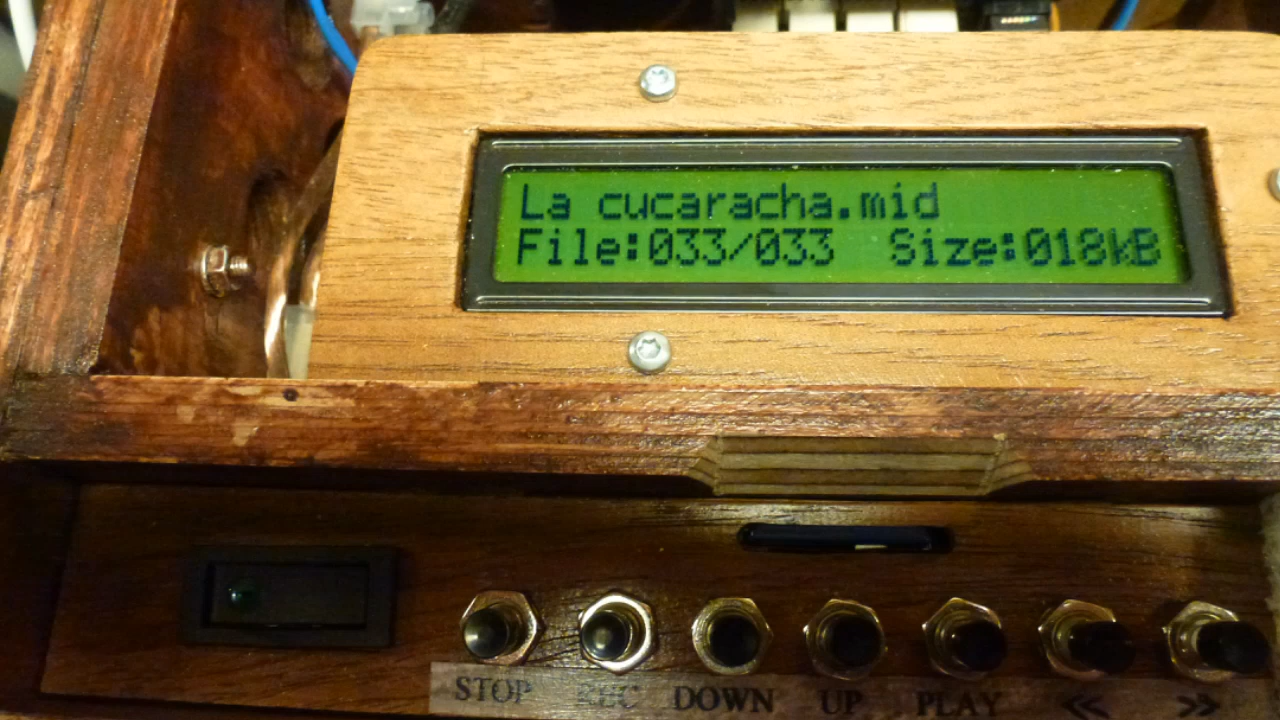 La cucaracha.mid
File:033/033 Size:018kB
STOP REC DOWN UP PLAY << >>